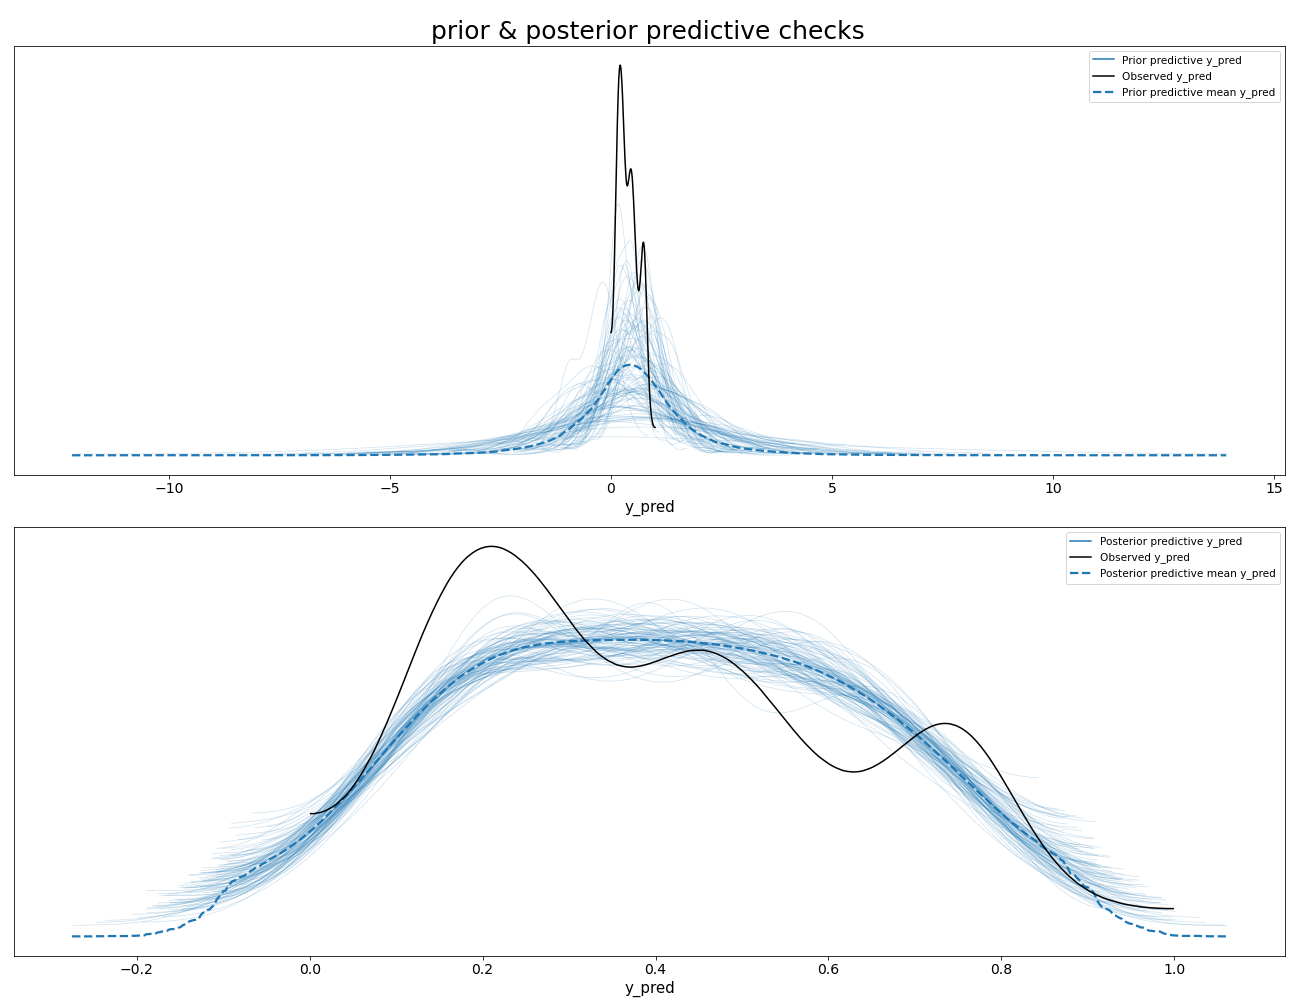 prior & posterior predictive checks
Prior predictive y_pred
Observed y_pred
Prior predictive mean y_pred
−10 −5 0 5 10 15
y_pred
Posterior predictive y_pred
Observed y_pred
Posterior predictive mean y_pred
−0.2 0.0 0.2 0.4 0.6 0.8 1.0
y_pred